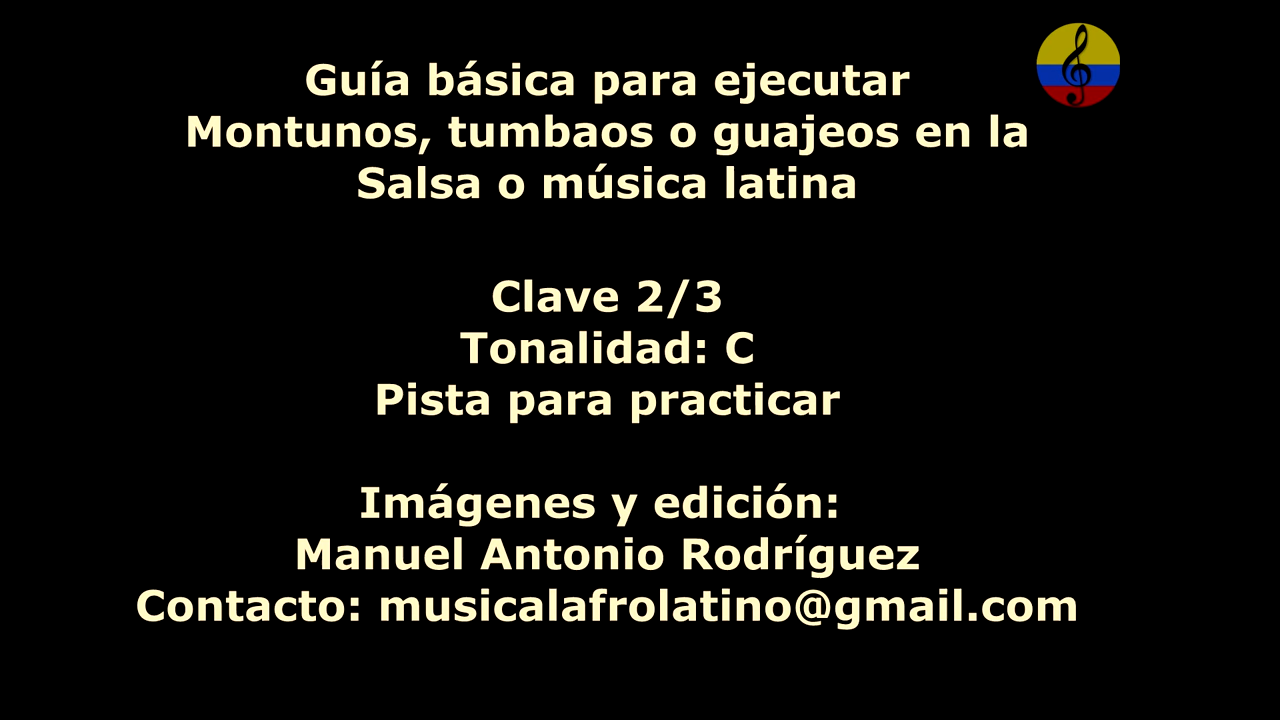 Guía básica para ejecutar
Montunos, tumbaos o guajeos en la
Salsa o música latina
Clave 2/3
Tonalidad: C
Pista para practicar
Imágenes y edición:
Manuel Antonio Rodríguez
Contacto: musicalafrolatino@gmail.com